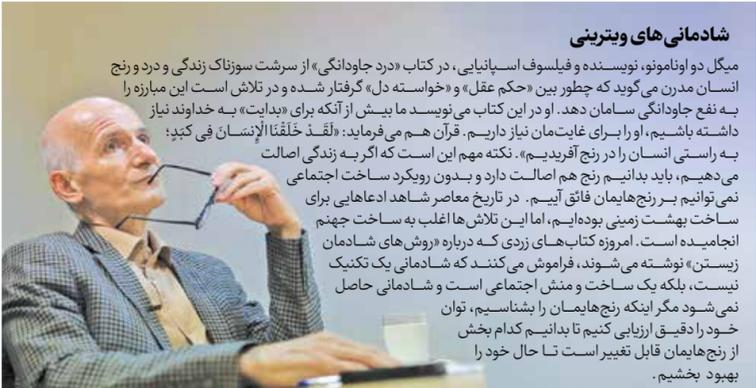 شادمانی‌های ویترینی
میگل دو اونامونو، نویسنده و فیلسوف اسپانیایی، در کتاب «درد جاودانگی» از سرشت سوزناک زندگی و درد و رنج
انسان مدرن می‌گوید که چطور بین «حکم عقل» و «خواسته دل» گرفتار شده و در تلاش است این مبارزه را
به نفع جاودانگی سامان دهد. او در این کتاب می‌نویسد ما بیش از آنکه برای «بدایت» به خداوند نیاز
داشته باشیم، او را برای غایت‌مان نیاز داریم. قرآن هم می‌فرماید: «لَقَدْ خَلَقْنَا الْإِنْسَانَ فِي كَبَدٍ؛
به راستی انسان را در رنج آفریدیم». نکته مهم این است که اگر به زندگی اصالت
می‌دهیم، باید بدانیم رنج هم اصالت دارد و بدون رویکرد ساخت اجتماعی
نمی‌توانیم بر رنج‌هایمان فائق آییم. در تاریخ معاصر شاهد ادعاهایی برای
ساخت بهشت زمینی بوده‌ایم، اما این تلاش‌ها اغلب به ساخت جهنم
انجامیده است. امروزه کتاب‌های زردی که درباره «روش‌های شادمان
زیستن» نوشته می‌شوند، فراموش می‌کنند که شادمانی یک تکنیک
نیست، بلکه یک ساخت و منش اجتماعی است و شادمانی حاصل
نمی‌شود مگر اینکه رنج‌هایمان را بشناسیم، توان
خود را دقیق ارزیابی کنیم تا بدانیم کدام بخش
از رنج‌هایمان قابل تغییر است تا حال خود را
بهبود بخشیم.